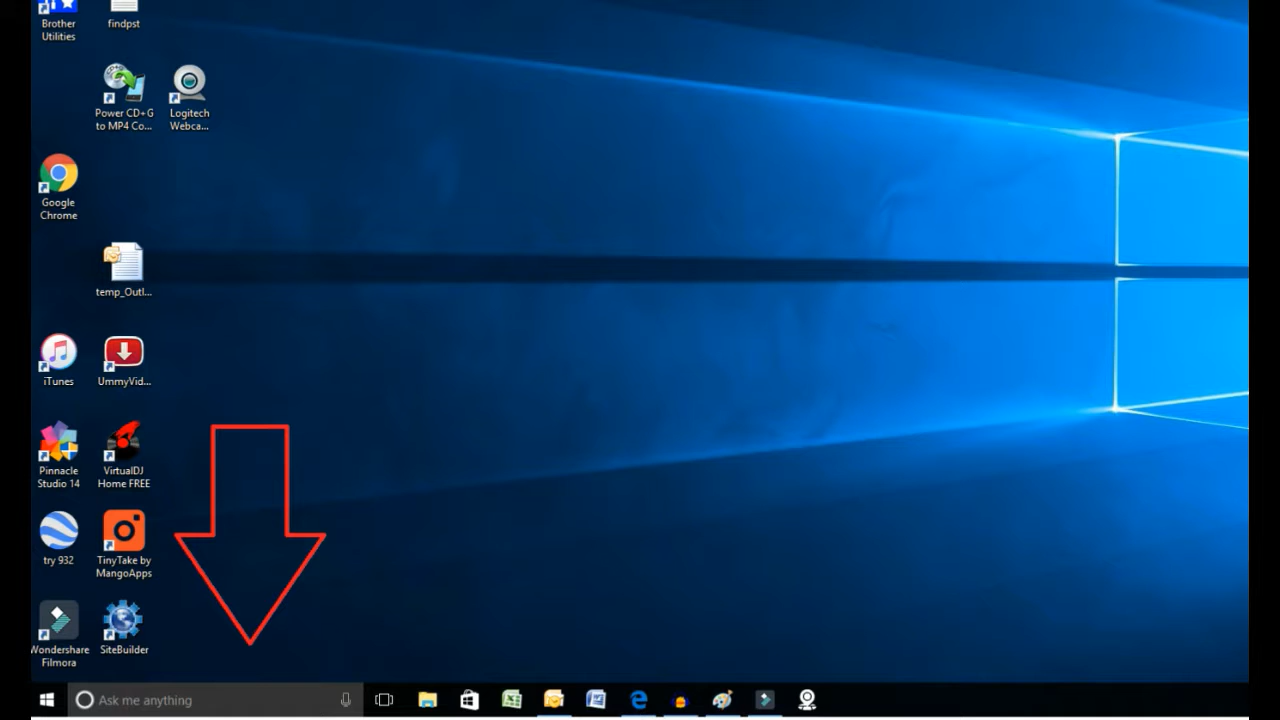 Brother
Utilities
findpst
Power CD+G
to MP4 Co...
Logitech
Webca...
Google
Chrome
temp_Outl...
iTunes
UmmyVid...
Pinnacle
Studio 14
VirtualDJ
Home FREE
try 932
TinyTake by
MangoApps
Wondershare
Filmora
SiteBuilder
Ask me anything